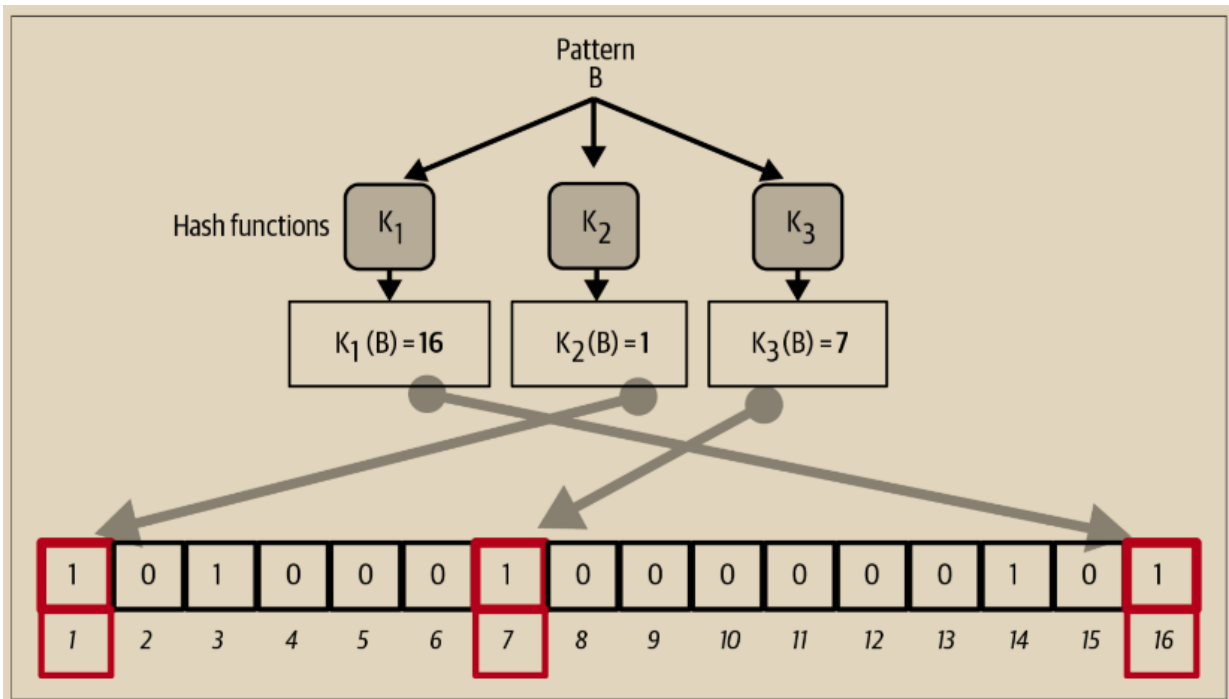 Pattern
B
Hash functions K1 K2 K3
K1 (B) = 16 K2(B) = 1 K3(B) = 7
1 0 1 0 0 0 1 0 0 0 0 0 0 1 0 1
1 2 3 4 5 6 7 8 9 10 11 12 13 14 15 16